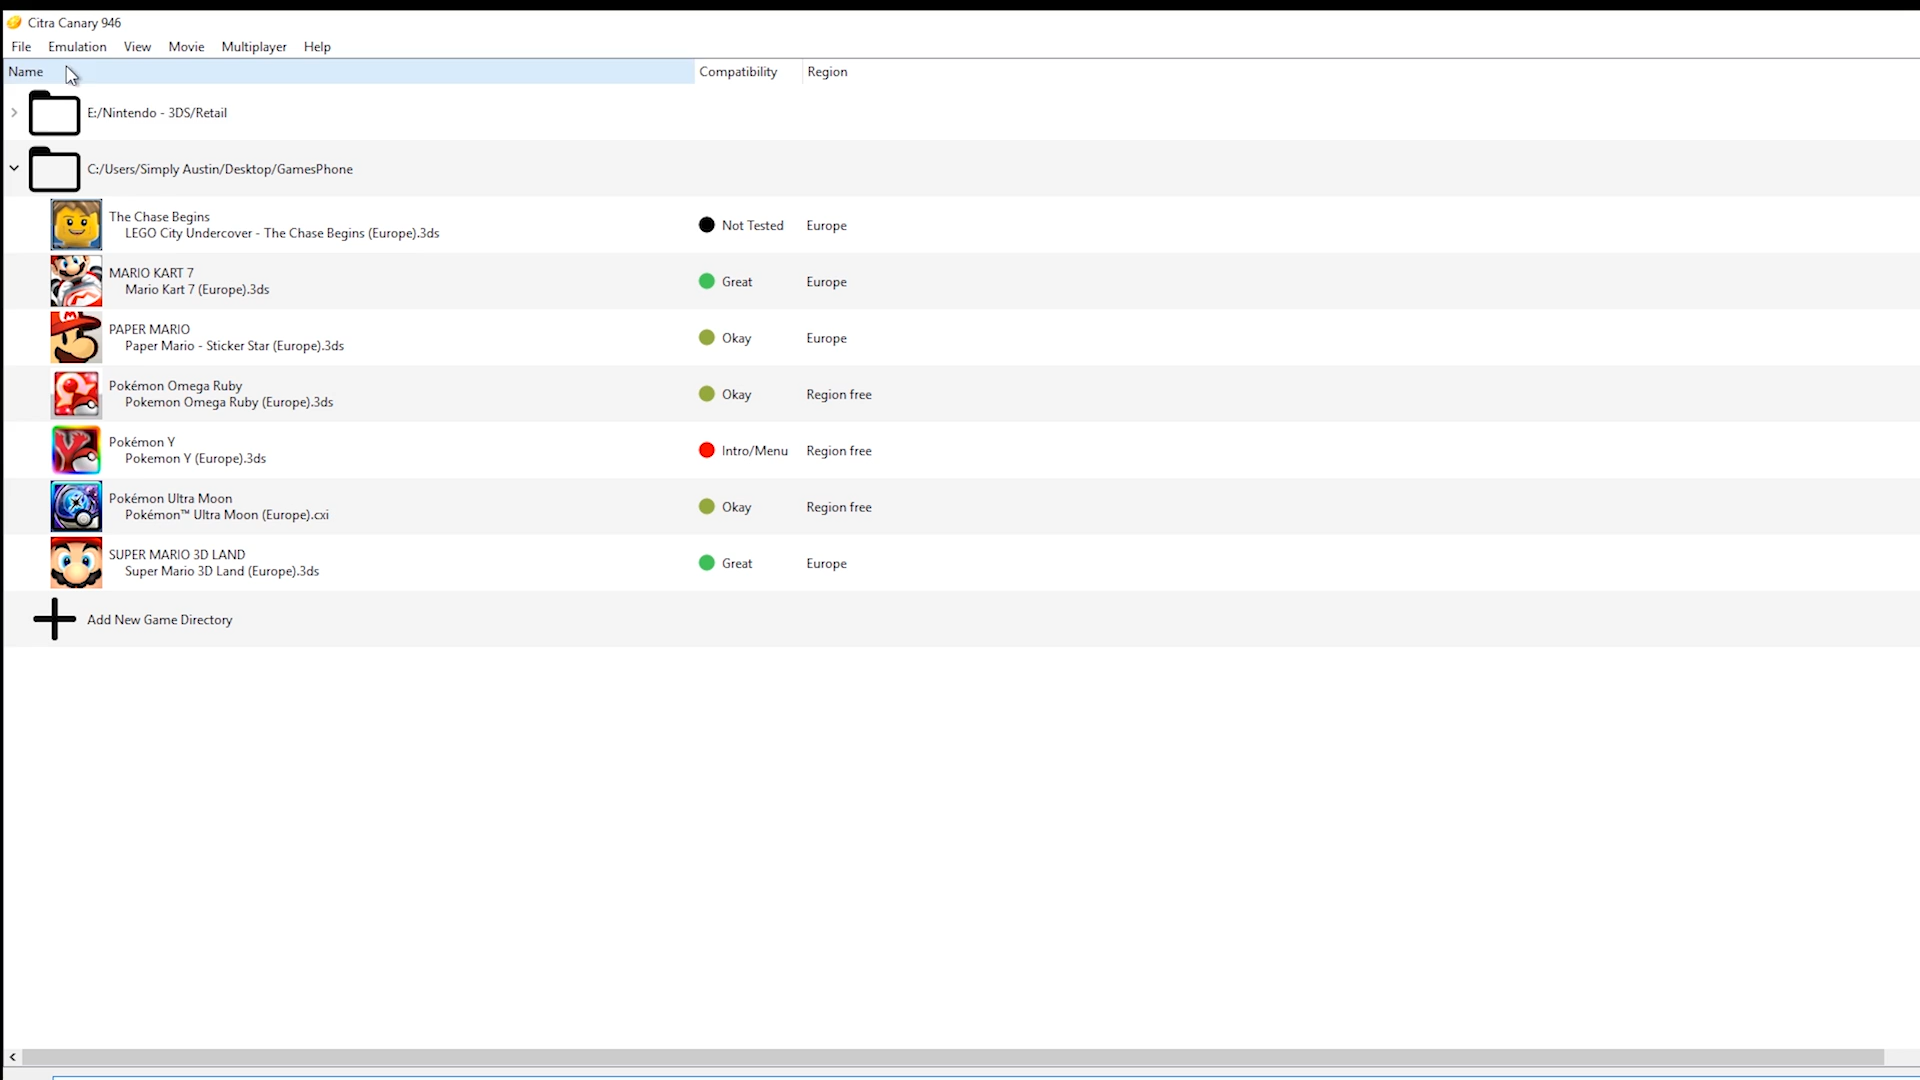 Citra Canary 946
File Emulation View Movie Multiplayer Help
Name Compatibility Region
E:/Nintendo - 3DS/Retail
C:/Users/Simply Austin/Desktop/GamesPhone
The Chase Begins
LEGO City Undercover - The Chase Begins (Europe).3ds Not Tested Europe
MARIO KART 7
Mario Kart 7 (Europe).3ds Great Europe
PAPER MARIO
Paper Mario - Sticker Star (Europe).3ds Okay Europe
Pokémon Omega Ruby
Pokemon Omega Ruby (Europe).3ds Okay Region free
Pokémon Y
Pokemon Y (Europe).3ds Intro/Menu Region free
Pokémon Ultra Moon
Pokémon™ Ultra Moon (Europe).cxi Okay Region free
SUPER MARIO 3D LAND
Super Mario 3D Land (Europe).3ds Great Europe
Add New Game Directory